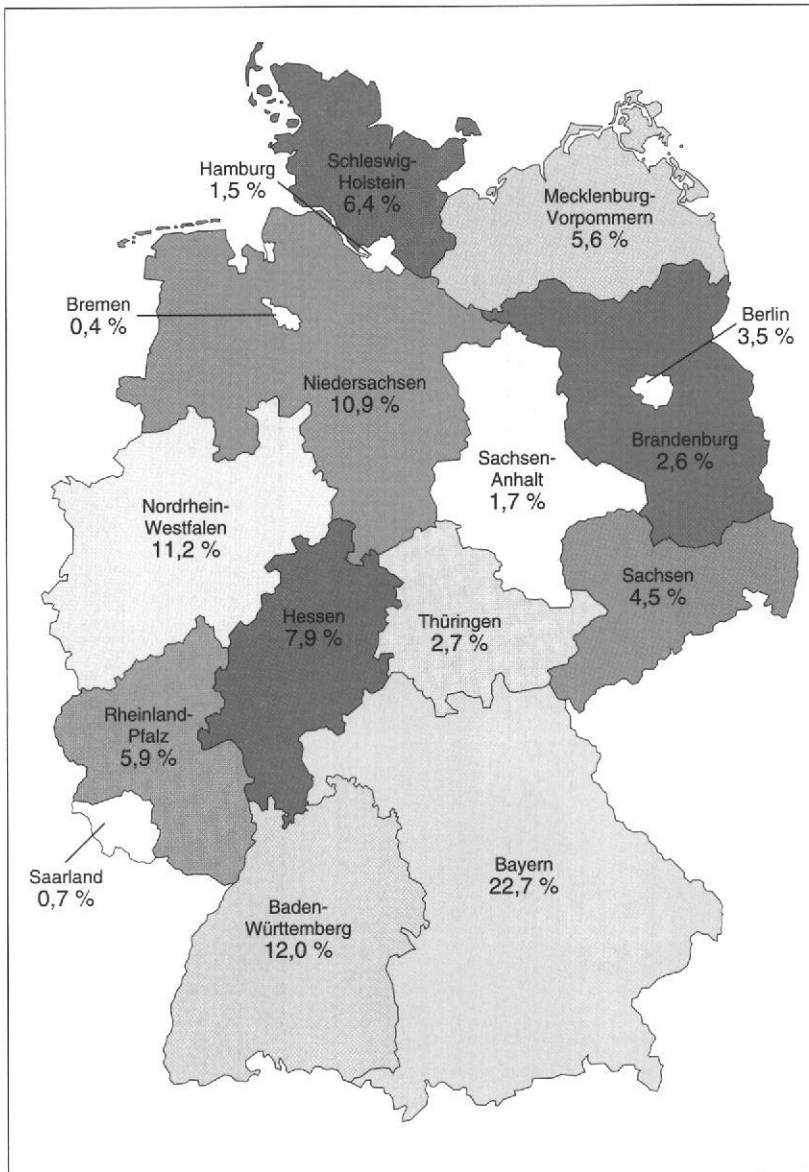 Hamburg
1,5 %
Schleswig-
Holstein
6,4 %
Mecklenburg-
Vorpommern
5,6 %
Bremen
0,4 %
Berlin
3,5 %
Niedersachsen
10,9 %
Brandenburg
2,6 %
Sachsen-
Anhalt
1,7 %
Nordrhein-
Westfalen
11,2 %
Sachsen
4,5 %
Hessen
7,9 %
Thüringen
2,7 %
Rheinland-
Pfalz
5,9 %
Saarland
0,7 %
Bayern
22,7 %
Baden-
Württemberg
12,0 %